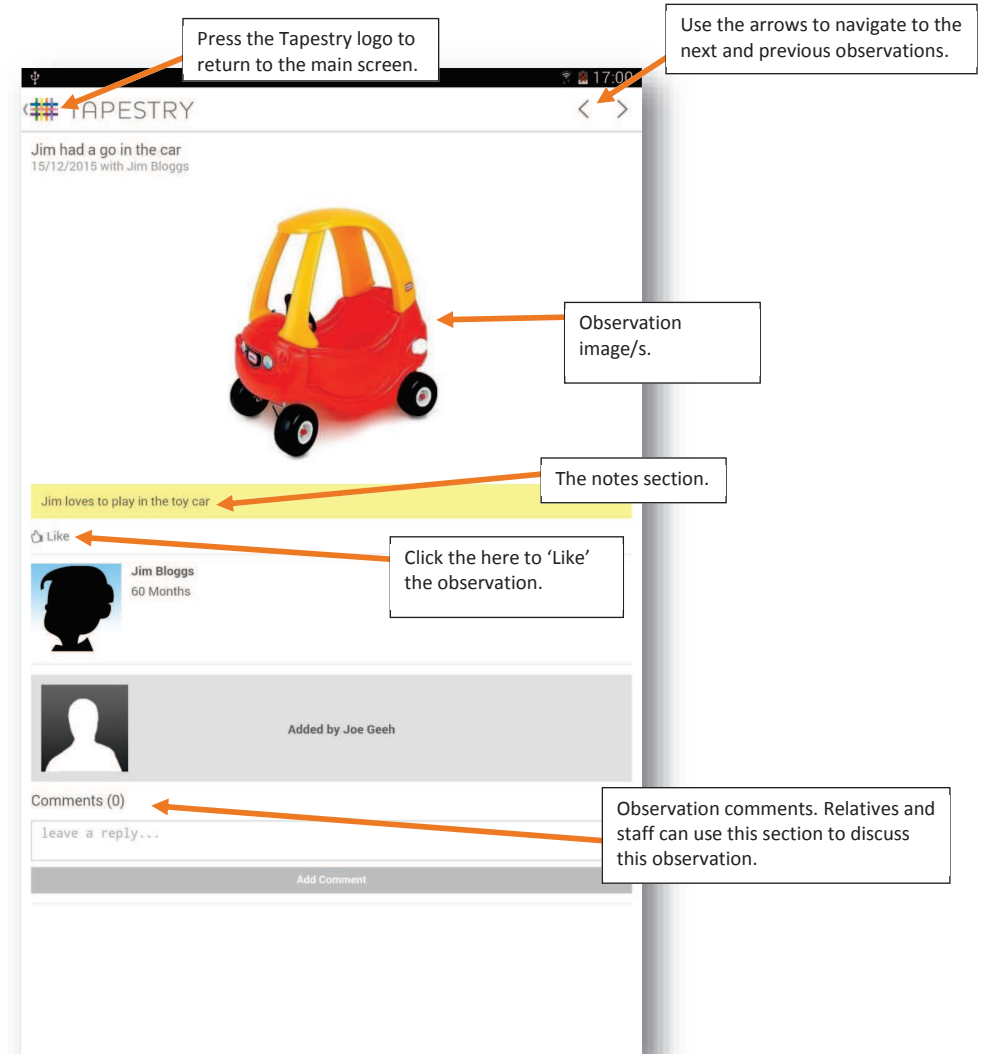 Press the Tapestry logo to
return to the main screen.
Use the arrows to navigate to the
next and previous observations.
17:00
TAPESTRY
Jim had a go in the car
15/12/2015 with Jim Bloggs
Observation
image/s.
The notes section.
Jim loves to play in the toy car
Like
Click the here to ‘Like’
the observation.
Jim Bloggs
60 Months
Added by Joe Geeh
Comments (0)
Observation comments. Relatives and
staff can use this section to discuss
this observation.
leave a reply...
Add Comment